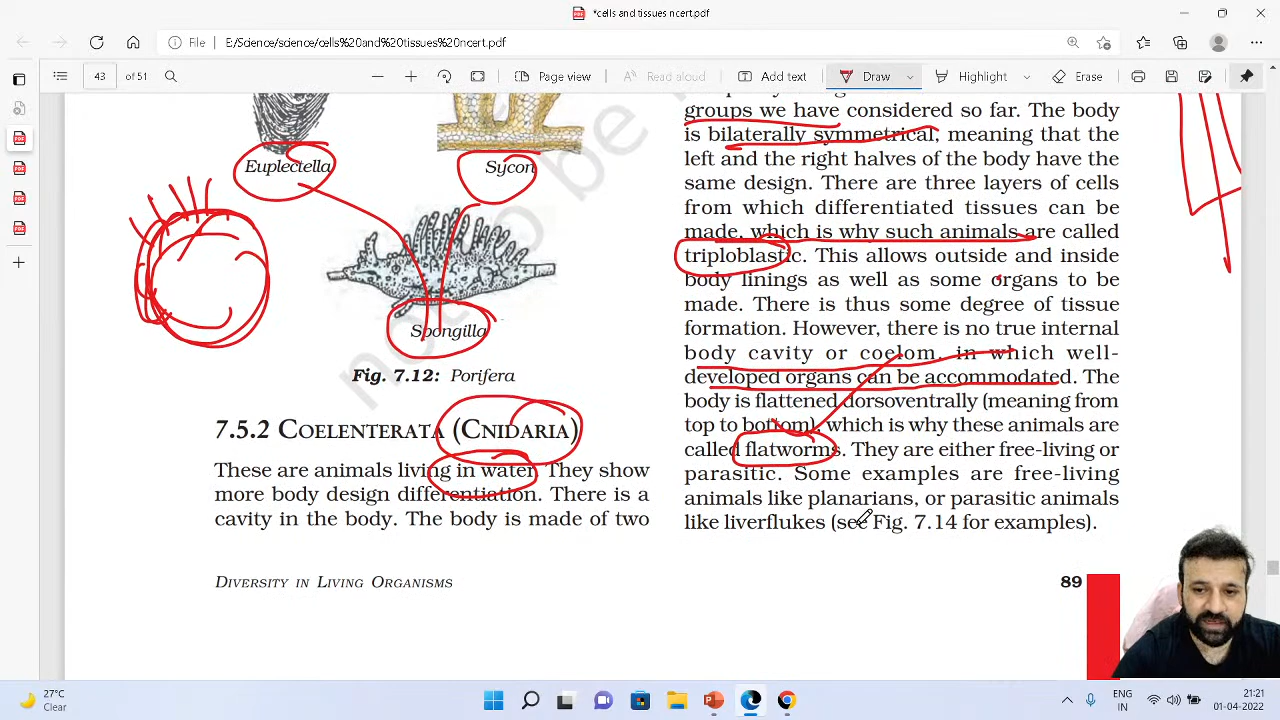 *cells and tissues ncert.pdf
File
E:/Science/science/cells%20and%20tissues%20ncert.pdf
43 of 51
Page view
Read aloud
Add text
Draw
Highlight
Erase
Euplectella
Sycon
Spongilla
Fig. 7.12: Porifera
7.5.2 COELENTERATA (CNIDARIA)
These are animals living in water. They show
more body design differentiation. There is a
cavity in the body. The body is made of two
groups we have considered so far. The body
is bilaterally symmetrical, meaning that the
left and the right halves of the body have the
same design. There are three layers of cells
from which differentiated tissues can be
made, which is why such animals are called
triploblastic. This allows outside and inside
body linings as well as some organs to be
made. There is thus some degree of tissue
formation. However, there is no true internal
body cavity or coelom, in which well-
developed organs can be accommodated. The
body is flattened dorsoventrally (meaning from
top to bottom), which is why these animals are
called flatworms. They are either free-living or
parasitic. Some examples are free-living
animals like planarians, or parasitic animals
like liverflukes (see Fig. 7.14 for examples).
DIVERSITY IN LIVING ORGANISMS
89
not to be
27°C
Clear
ENG
IN
21:21
01-04-2022